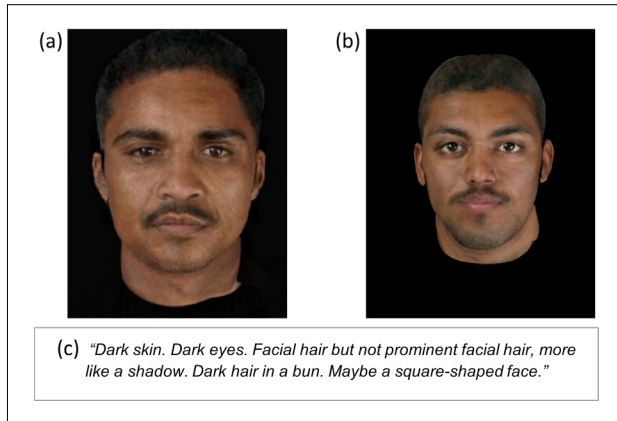 (a)
(b)
(c) “Dark skin. Dark eyes. Facial hair but not prominent facial hair, more
like a shadow. Dark hair in a bun. Maybe a square-shaped face.”